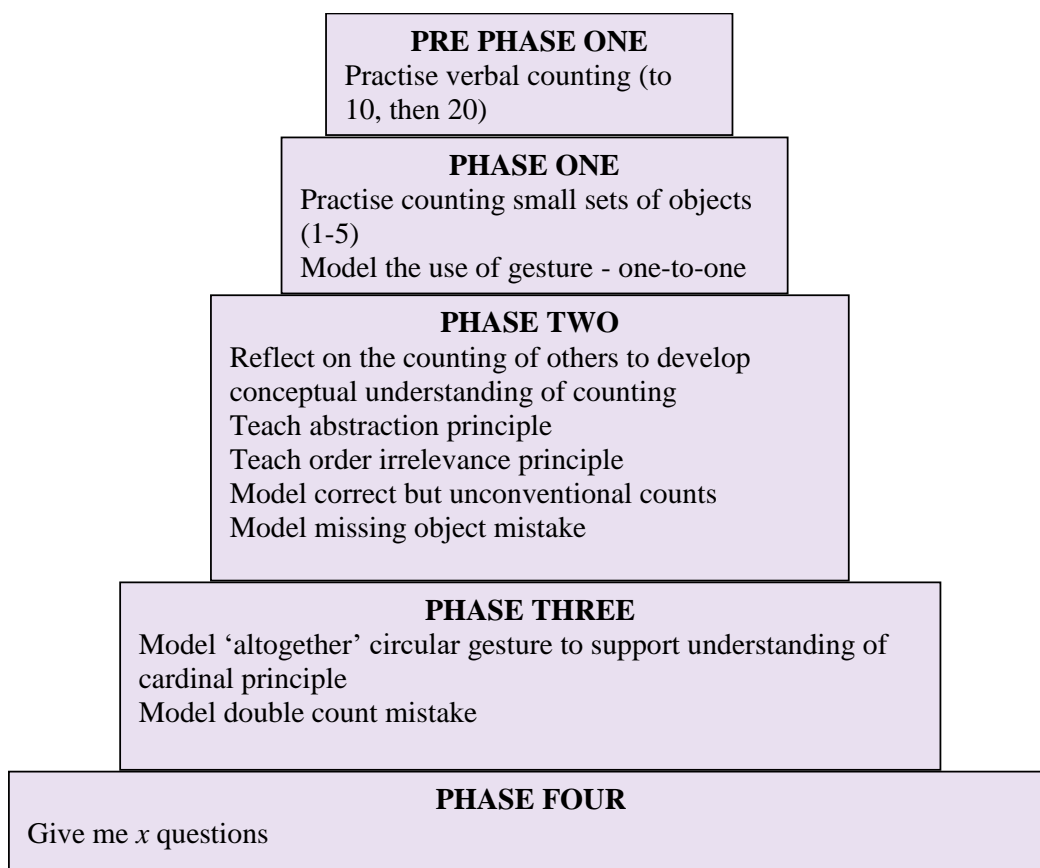 PRE PHASE ONE
Practise verbal counting (to
10, then 20)
PHASE ONE
Practise counting small sets of objects
(1-5)
Model the use of gesture - one-to-one
PHASE TWO
Reflect on the counting of others to develop
conceptual understanding of counting
Teach abstraction principle
Teach order irrelevance principle
Model correct but unconventional counts
Model missing object mistake
PHASE THREE
Model ‘altogether’ circular gesture to support understanding of
cardinal principle
Model double count mistake
PHASE FOUR
Give me x questions